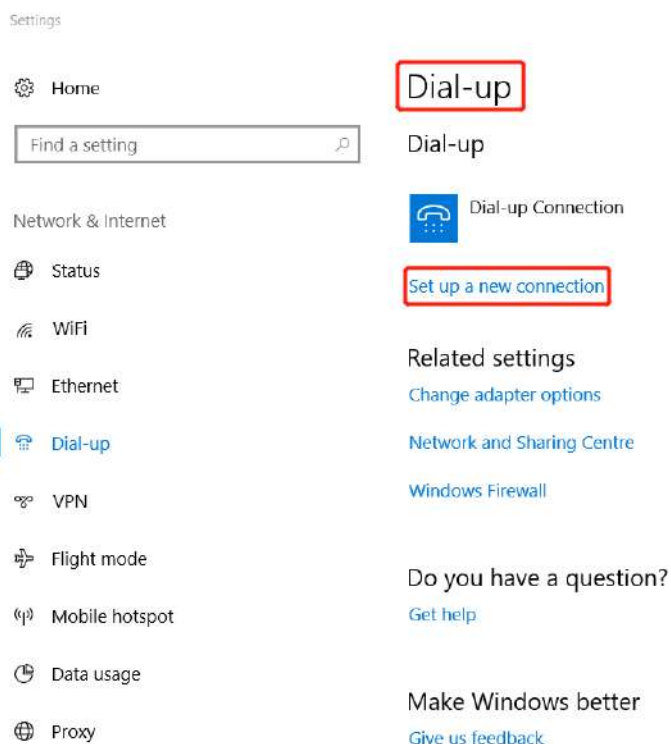 Settings
Home
Find a setting
Network & Internet
Status
WiFi
Ethernet
Dial-up
VPN
Flight mode
Mobile hotspot
Data usage
Proxy
Dial-up
Dial-up
Dial-up Connection
Set up a new connection
Related settings
Change adapter options
Network and Sharing Centre
Windows Firewall
Do you have a question?
Get help
Make Windows better
Give us feedback